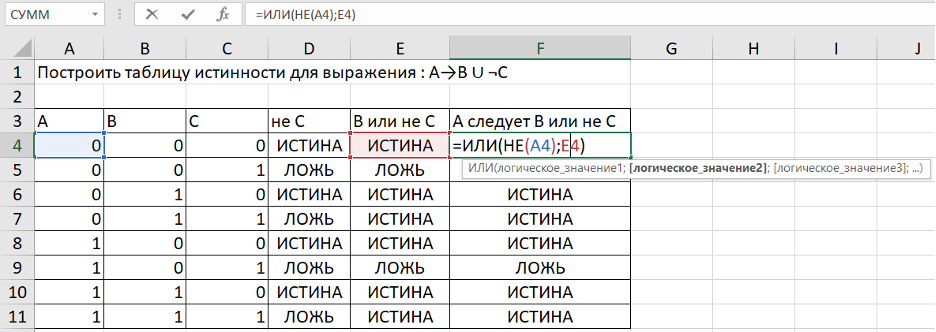 СУММ =ИЛИ(НЕ(A4);E4)
A B C D E F G H I J
1 Построить таблицу истинности для выражения : A→B U ¬C
2
3 A B C не C B или не C A следует B или не C
4 0 0 0 ИСТИНА ИСТИНА =ИЛИ(НЕ(A4);E4)
5 0 0 1 ЛОЖЬ ЛОЖЬ
ИЛИ(логическое_значение1; [логическое_значение2]; [логическое_значение3]; ...)
6 0 1 0 ИСТИНА ИСТИНА ИСТИНА
7 0 1 1 ЛОЖЬ ИСТИНА ИСТИНА
8 1 0 0 ИСТИНА ИСТИНА ИСТИНА
9 1 0 1 ЛОЖЬ ЛОЖЬ ЛОЖЬ
10 1 1 0 ИСТИНА ИСТИНА ИСТИНА
11 1 1 1 ЛОЖЬ ИСТИНА ИСТИНА